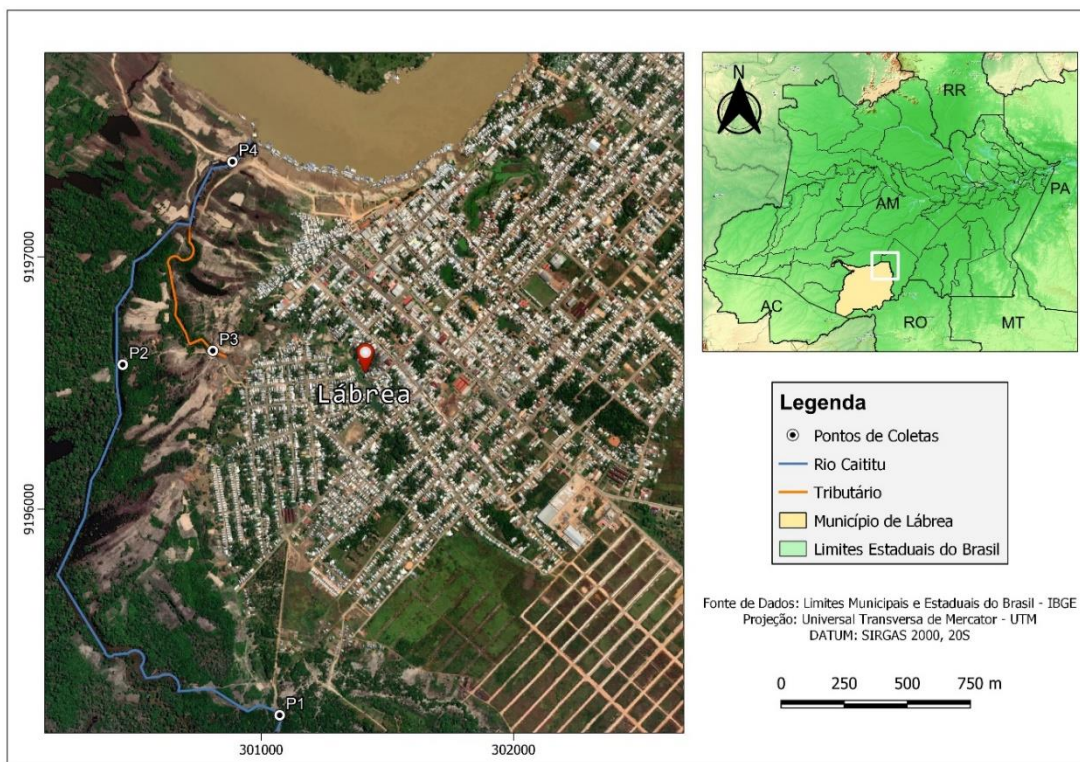 P4
9197000
P2
P3
Lábrea
9196000
P1
301000
302000
N
RR
AM
PA
AC
RO
MT
Legenda
Pontos de Coletas
Rio Caititu
Tributário
Município de Lábrea
Limites Estaduais do Brasil
Fonte de Dados: Limites Municipais e Estaduais do Brasil - IBGE
Projeção: Universal Transversa de Mercator - UTM
DATUM: SIRGAS 2000, 20S
0 250 500 750 m